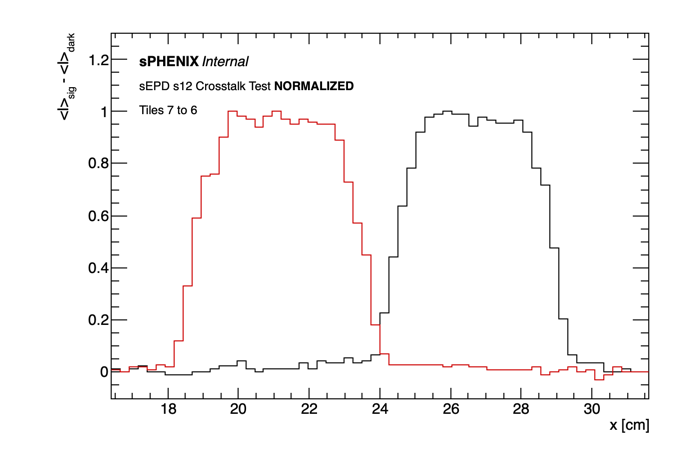 <I>sig - <I>dark
sPHENIX Internal
sEPD s12 Crosstalk Test NORMALIZED
Tiles 7 to 6
1.2
1
0.8
0.6
0.4
0.2
0
18 20 22 24 26 28 30
x [cm]